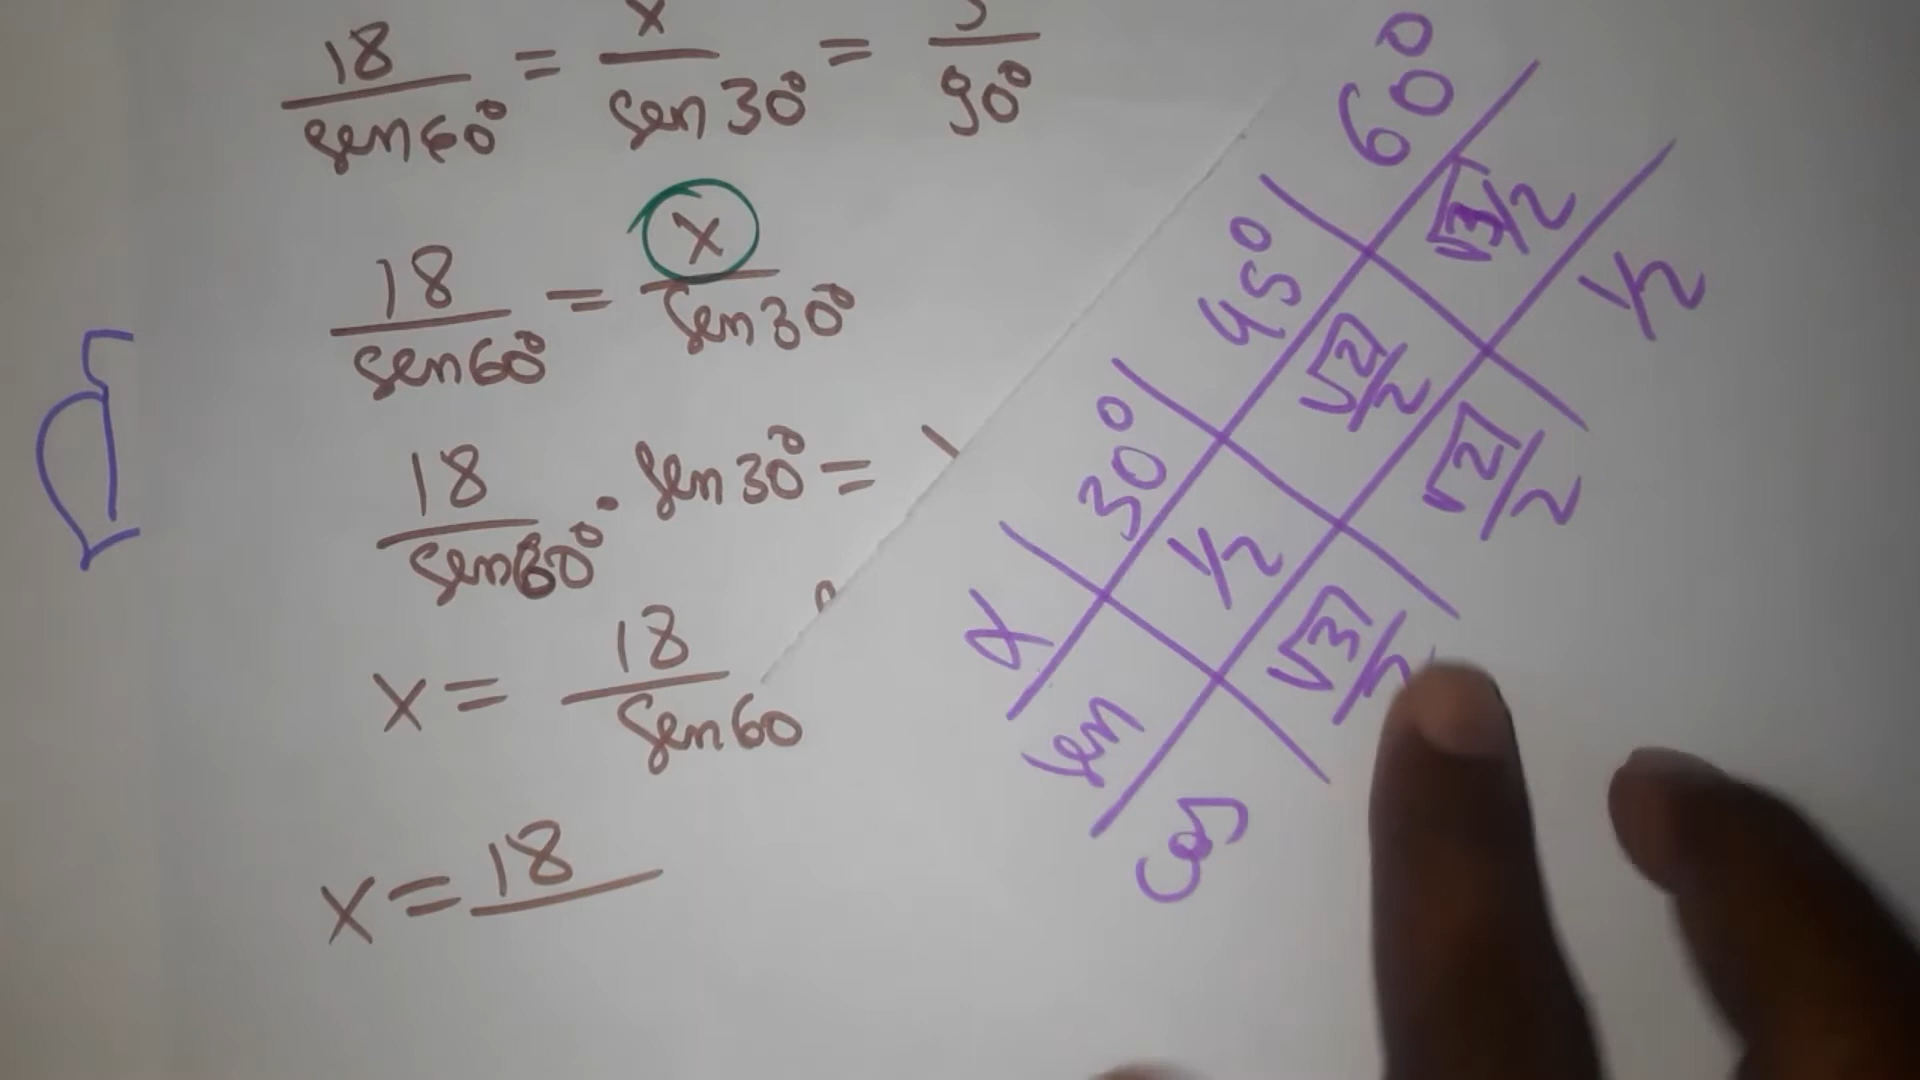 18/sen60° = x/sen30° = 5/90°
18/sen60° = x/sen30°
18/sen60° · sen30° =
x = 18/sen60
x = 18/
α 30° 45° 60°
sen 1/2 √2/2 √3/2
cos √3/2 √2/2 1/2